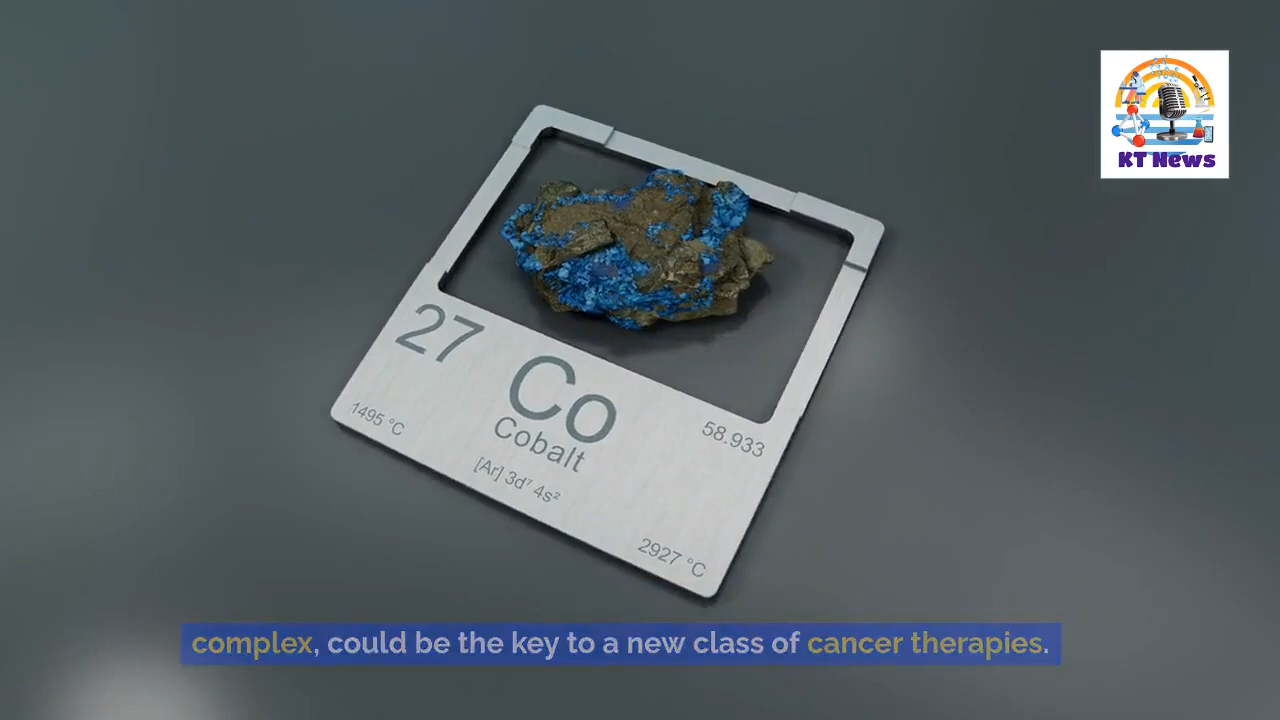 KT News
27
Co
Cobalt
58.933
1495 °C
[Ar] 3d⁷ 4s²
2927 °C
complex, could be the key to a new class of cancer therapies.